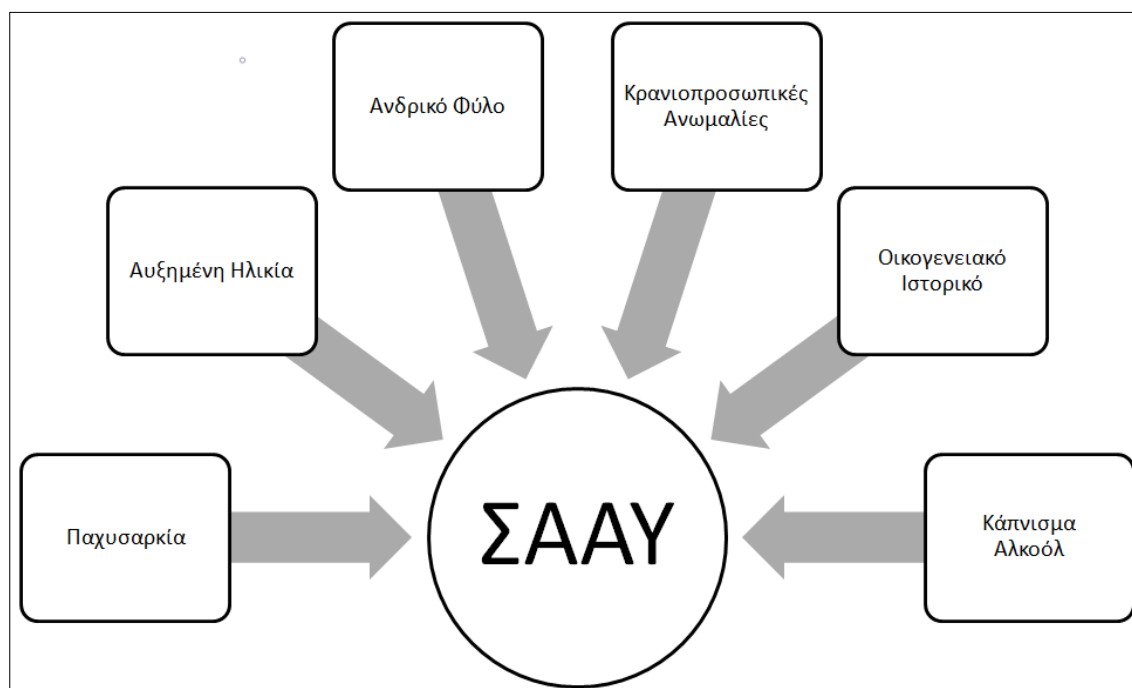 Ανδρικό Φύλο
Κρανιοπροσωπικές
Ανωμαλίες
Αυξημένη Ηλικία
Οικογενειακό
Ιστορικό
Παχυσαρκία
ΣΑΑΥ
Κάπνισμα
Αλκοόλ